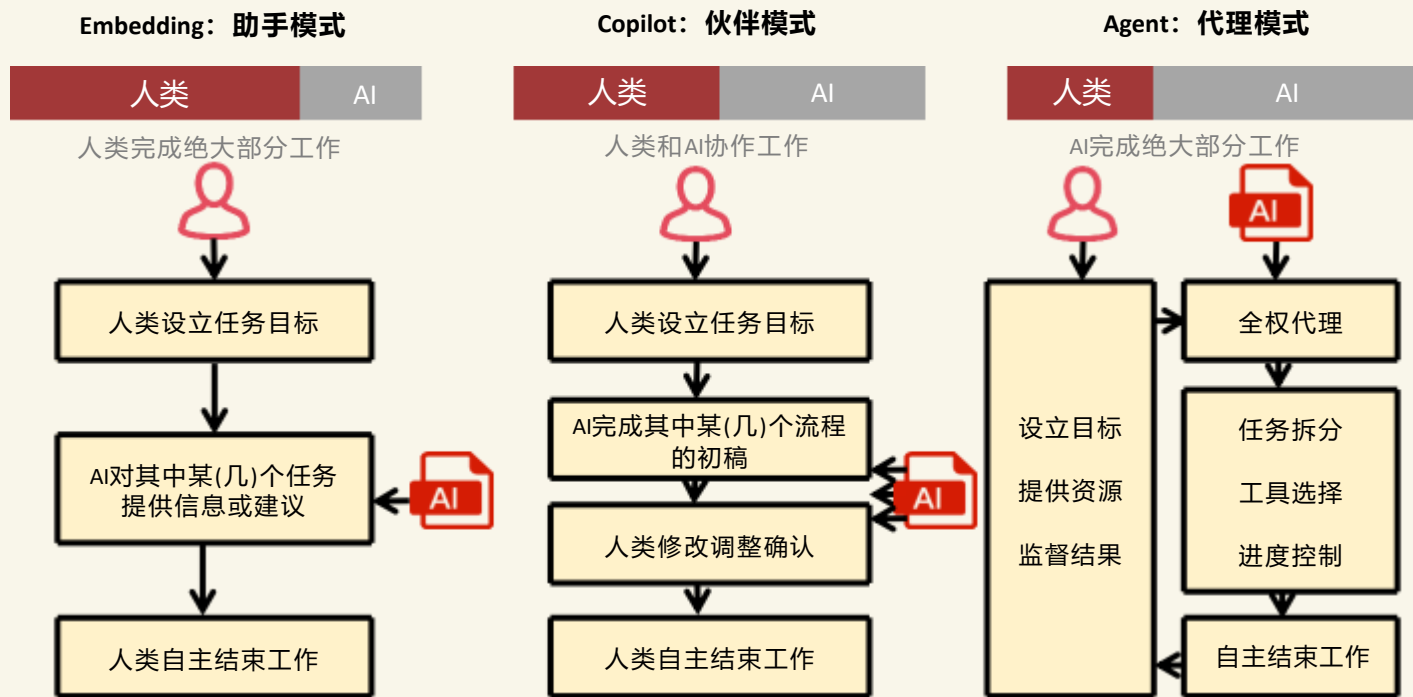 Embedding：助手模式
人类
AI
人类完成绝大部分工作
人类设立任务目标
AI对其中某(几)个任务
提供信息或建议
AI
人类自主结束工作
Copilot：伙伴模式
人类
AI
人类和AI协作工作
人类设立任务目标
AI完成其中某(几)个流程
的初稿
AI
人类修改调整确认
人类自主结束工作
Agent：代理模式
人类
AI
AI完成绝大部分工作
AI
设立目标
提供资源
监督结果
全权代理
任务拆分
工具选择
进度控制
自主结束工作